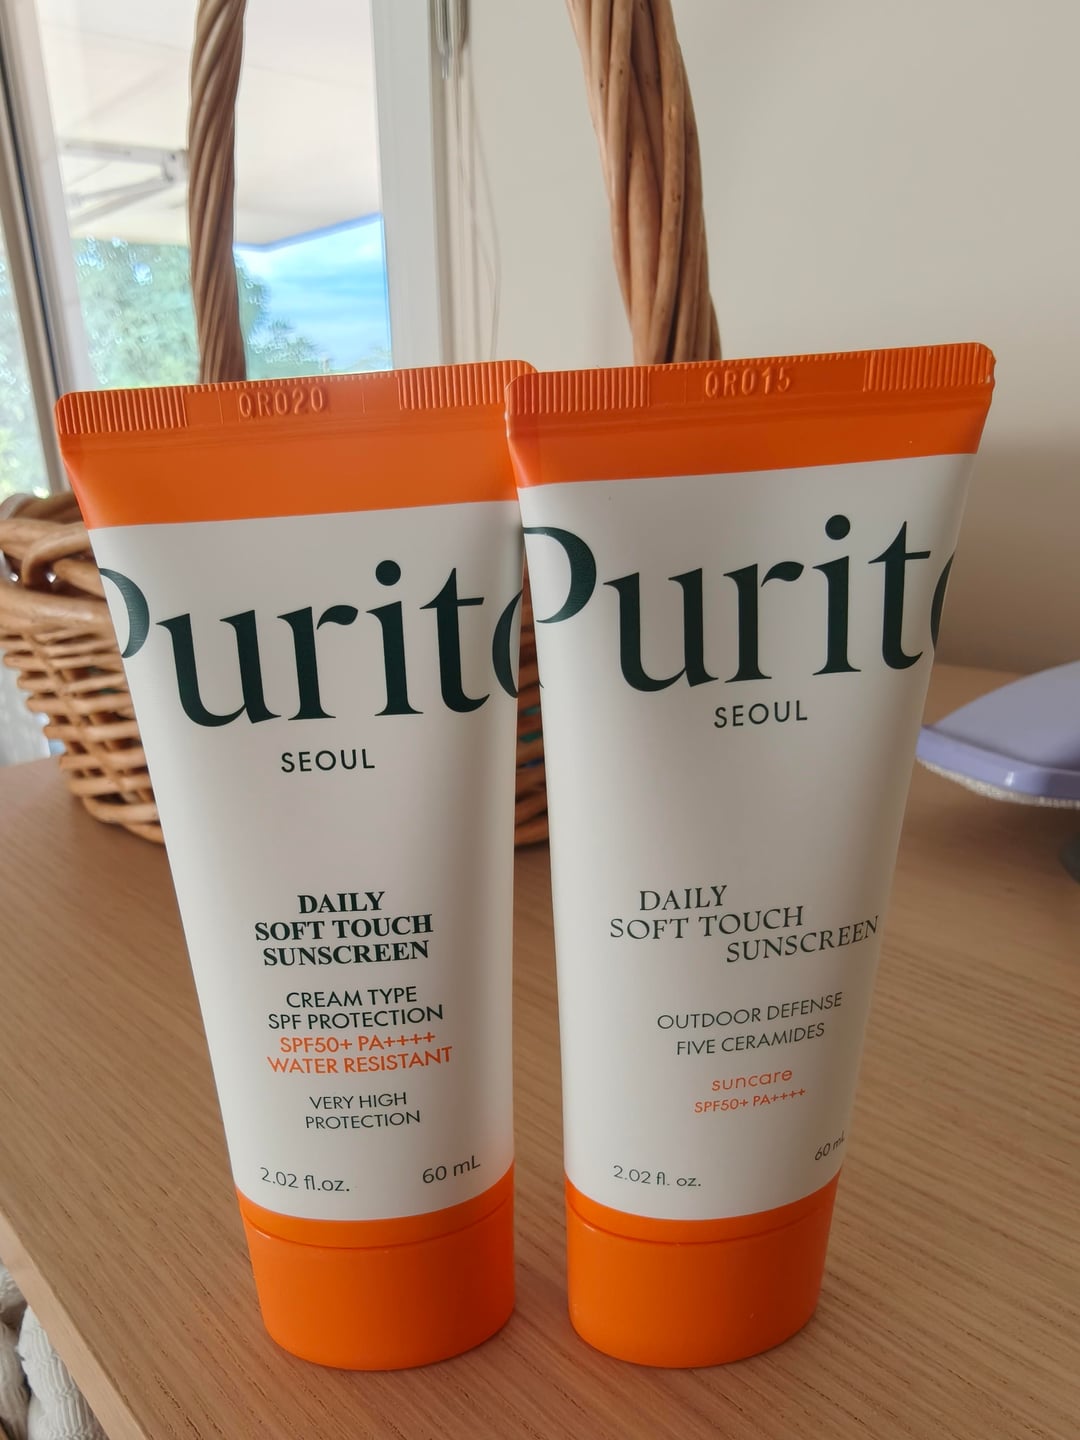 QR020
Purito
SEOUL
DAILY
SOFT TOUCH
SUNSCREEN
CREAM TYPE
SPF PROTECTION
SPF50+ PA++++
WATER RESISTANT
VERY HIGH
PROTECTION
2.02 fl.oz. 60 mL
QR015
Purito
SEOUL
DAILY
SOFT TOUCH
SUNSCREEN
OUTDOOR DEFENSE
FIVE CERAMIDES
suncare
SPF50+ PA++++
2.02 fl. oz. 60 mL